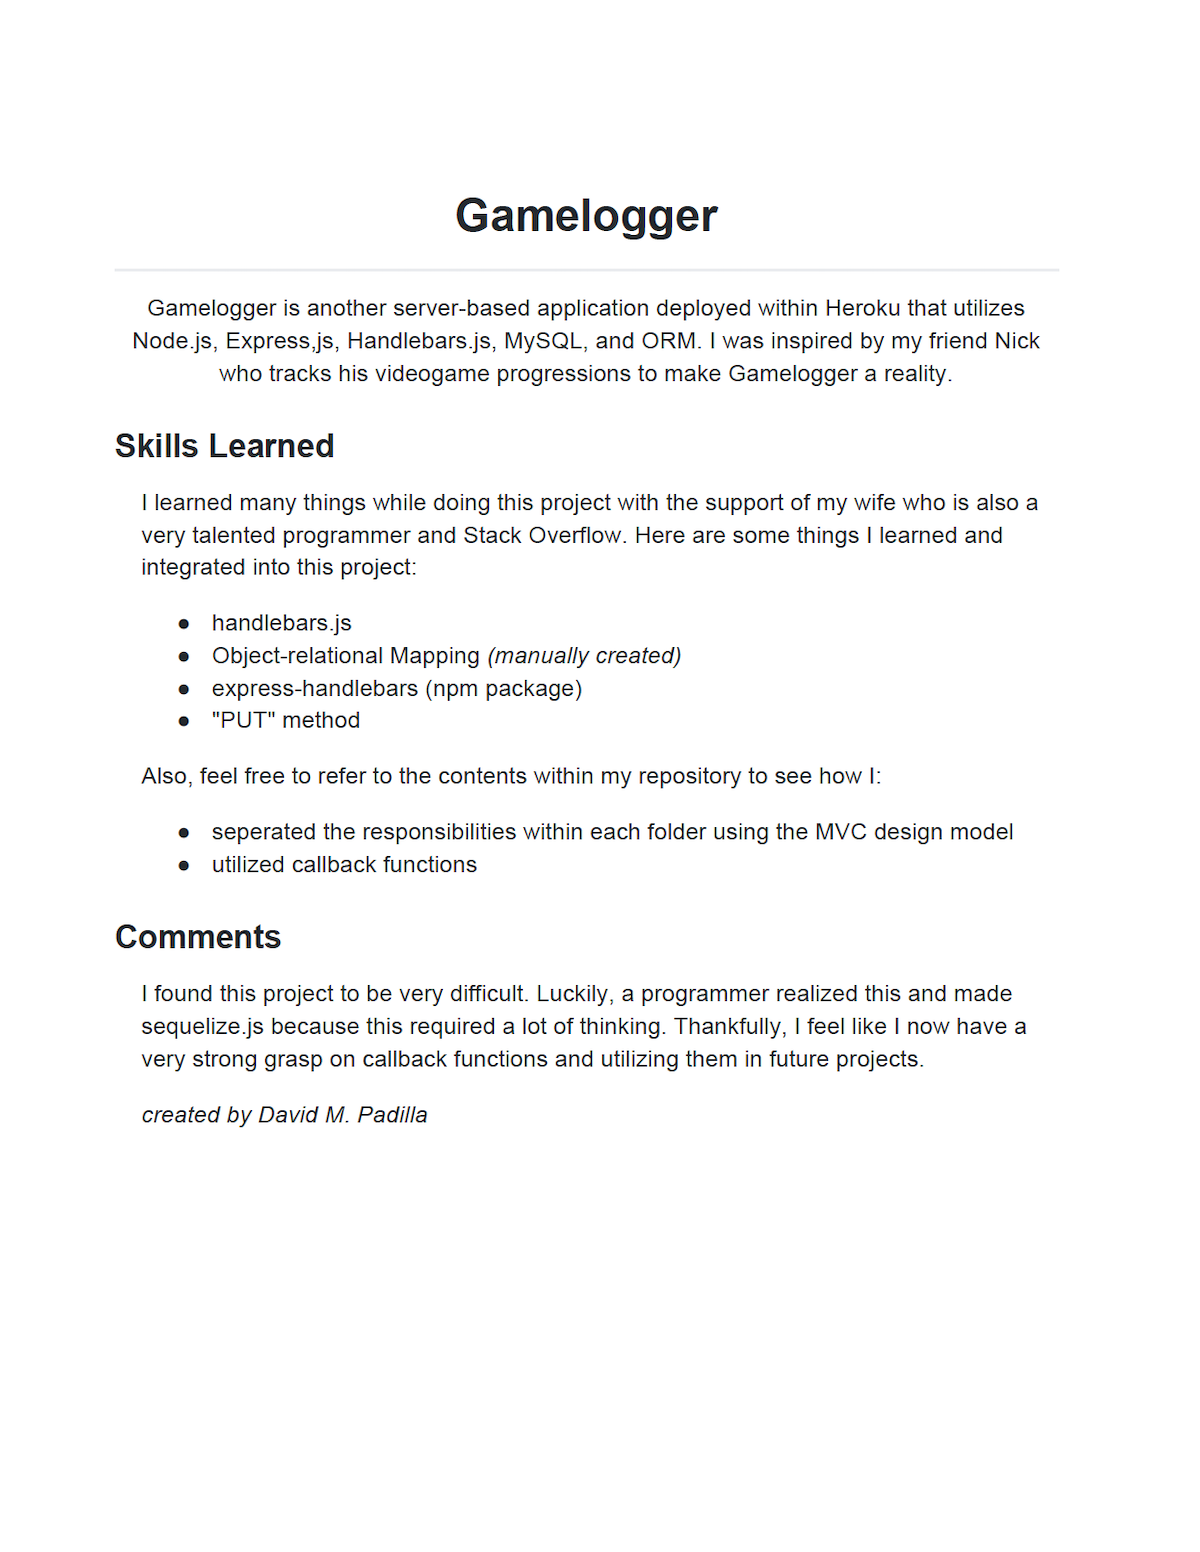 Gamelogger
Gamelogger is another server-based application deployed within Heroku that utilizes
Node.js, Express,js, Handlebars.js, MySQL, and ORM. I was inspired by my friend Nick
who tracks his videogame progressions to make Gamelogger a reality.
Skills Learned
I learned many things while doing this project with the support of my wife who is also a
very talented programmer and Stack Overflow. Here are some things I learned and
integrated into this project:
● handlebars.js
● Object-relational Mapping (manually created)
● express-handlebars (npm package)
● "PUT" method
Also, feel free to refer to the contents within my repository to see how I:
● seperated the responsibilities within each folder using the MVC design model
● utilized callback functions
Comments
I found this project to be very difficult. Luckily, a programmer realized this and made
sequelize.js because this required a lot of thinking. Thankfully, I feel like I now have a
very strong grasp on callback functions and utilizing them in future projects.
created by David M. Padilla